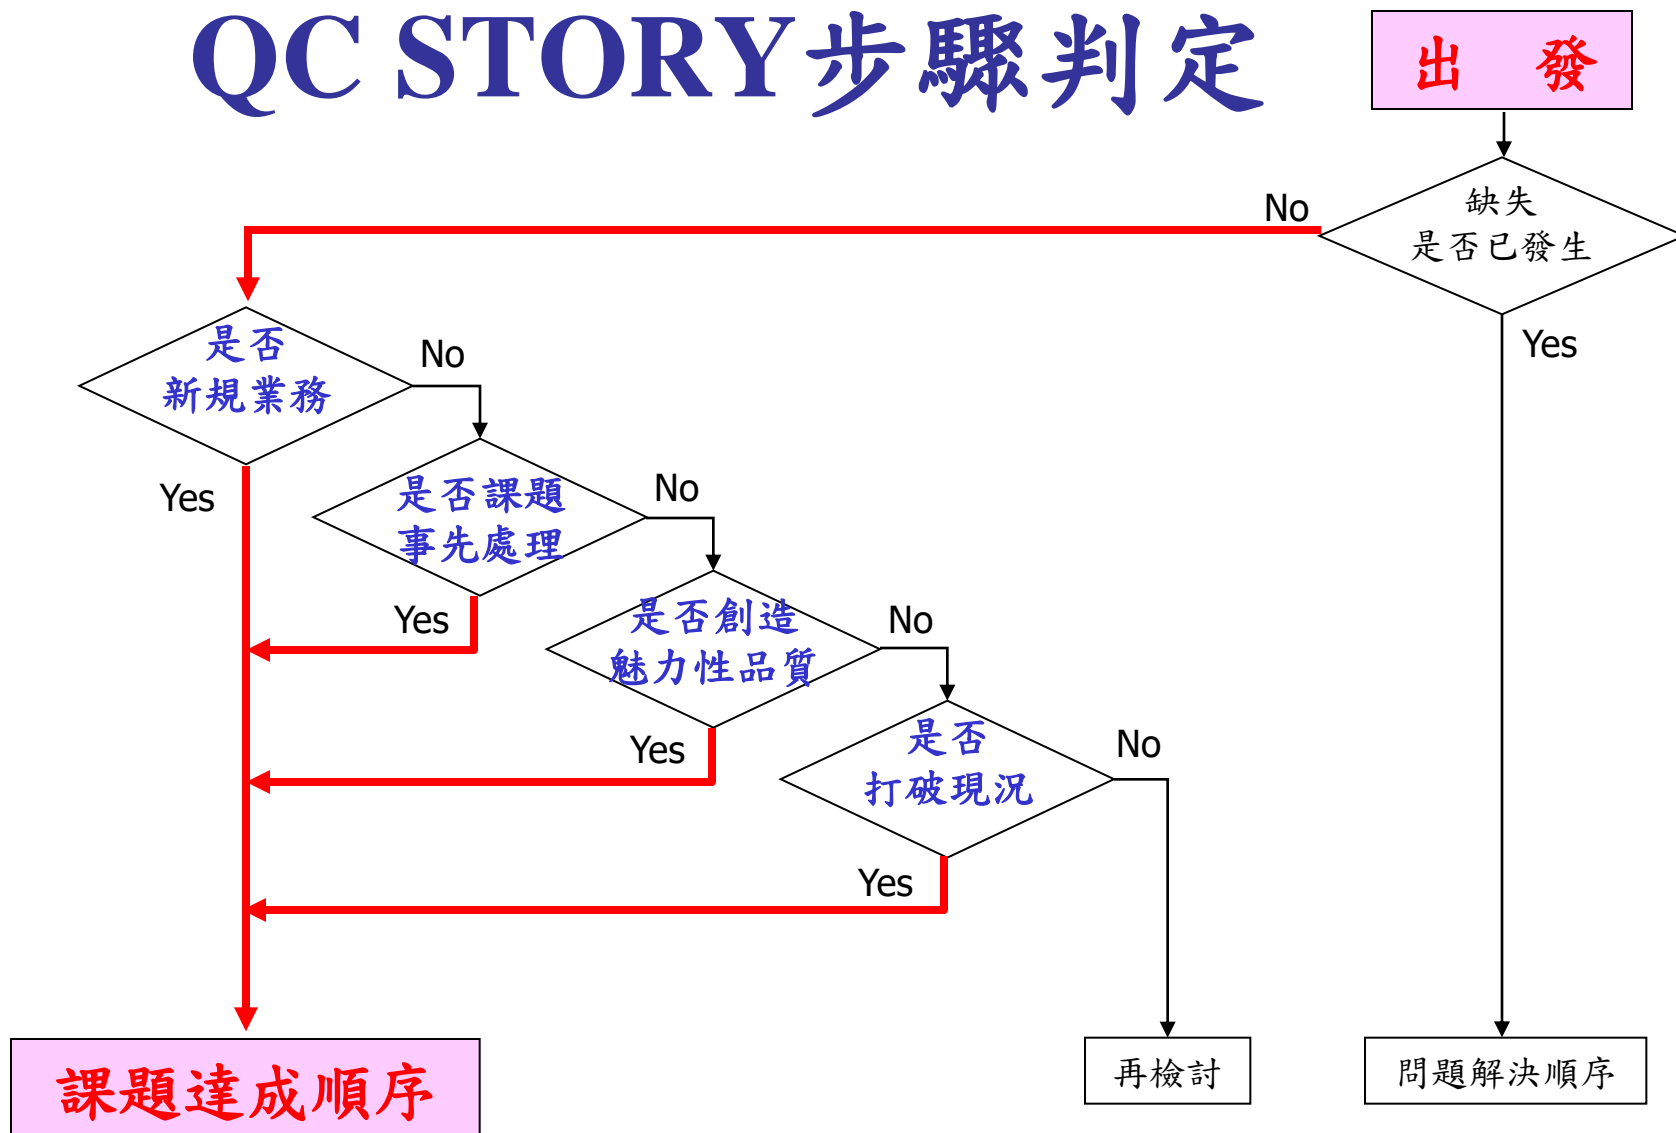 QC STORY步驟判定
出 發
No
缺失
是否已發生
Yes
是否
新規業務
No
Yes
是否課題
事先處理
No
Yes
是否創造
魅力性品質
No
Yes
是否
打破現況
No
Yes
課題達成順序
再檢討
問題解決順序